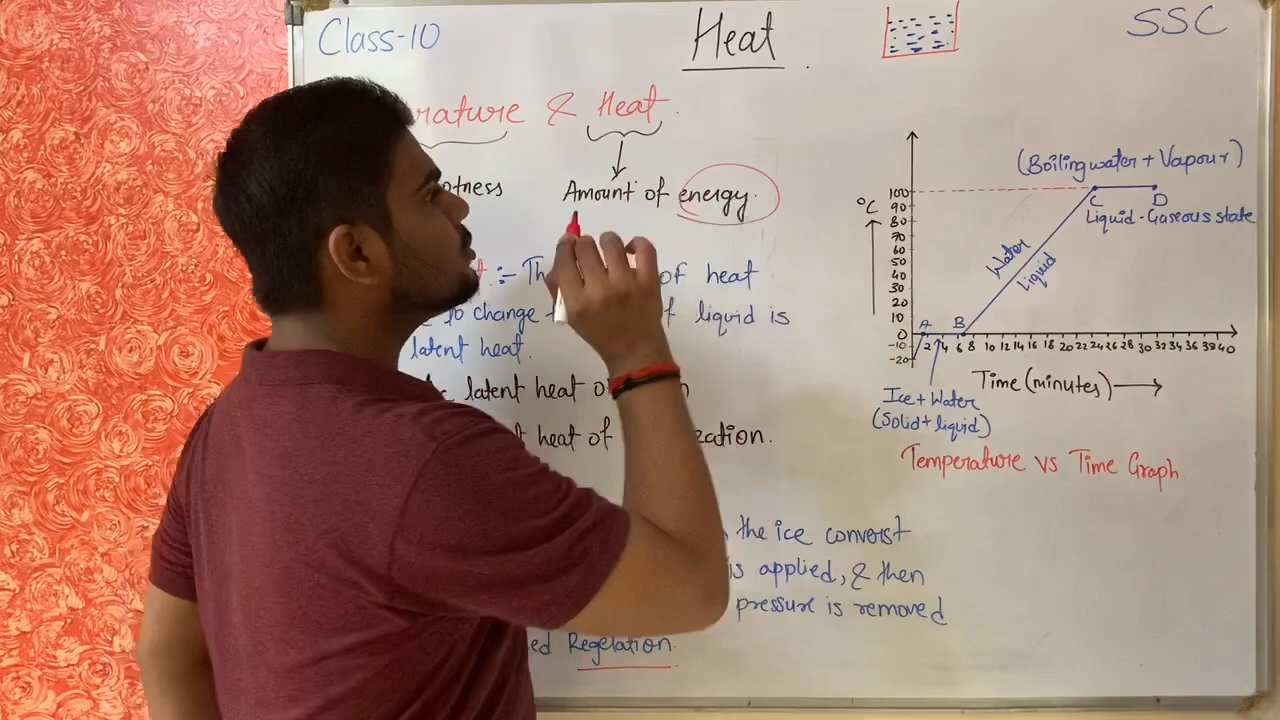 Class-10
Heat
SSC
rature & Heat.
otness
Amount of energy.
:- Th of heat
to change f liquid is
latent heat.
latent heat o n
t heat of zation.
the ice converst
is applied, & then
pressure is removed
ed Regelation.
(Boiling water + Vapour)
°C
100
90
80
70
60
50
40
30
20
10
0
-10
-20
A
B
C
D
Liquid-Gaseous state
Water
Liquid
2 4 6 8 10 12 14 16 18 20 22 24 26 28 30 32 34 36 38 40
Time (minutes)
Ice + Water
(Solid + liquid)
Temperature vs Time Graph